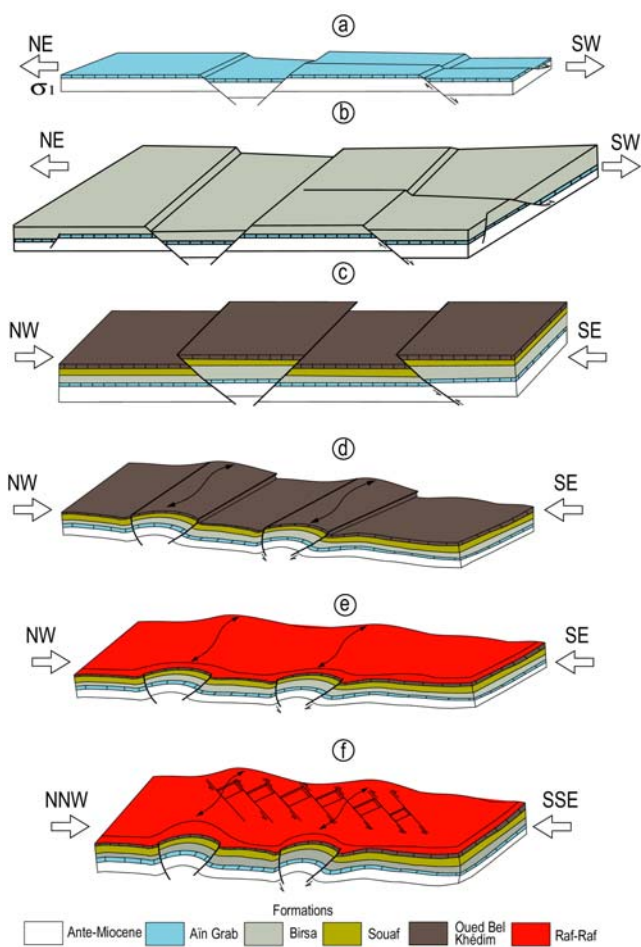 ⓐ
NE SW
σ1
ⓑ
NE SW
ⓒ
NW SE
ⓓ
NW SE
ⓔ
NW SE
ⓕ
NNW SSE
Formations
Ante-Miocene Aïn Grab Birsa Souaf Oued Bel Khédim Raf-Raf